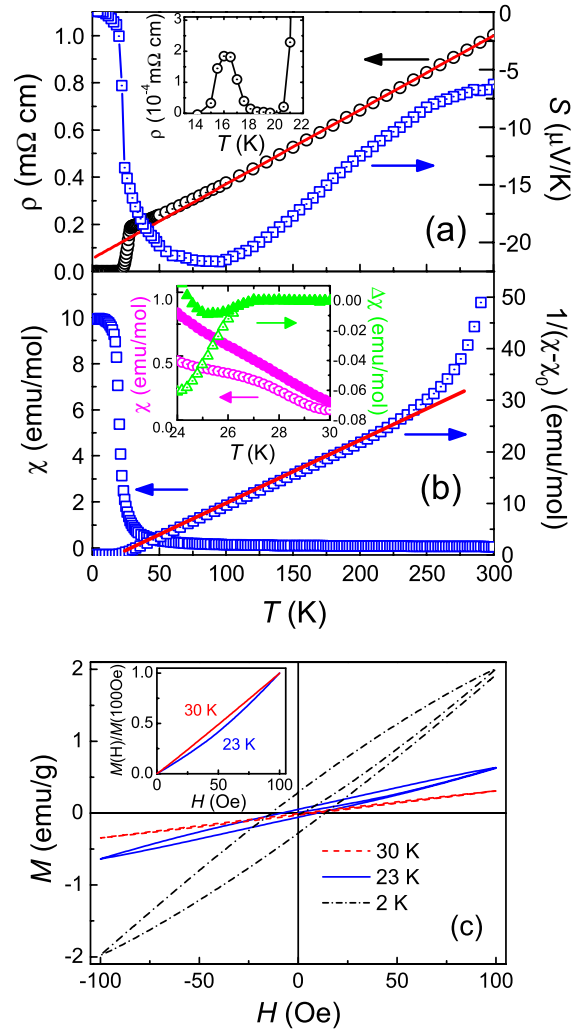 1.0
0.8
0.6
0.4
0.2
0.0
ρ (mΩ cm)
0
-5
-10
-15
-20
S (μV/K)
4
3
2
1
0
ρ (10⁻⁴mΩ cm)
14 16 18 20
T (K)
(a)
10
8
6
4
2
0
χ (emu/mol)
50
40
30
20
10
0
1/(χ-χ₀) (emu/mol)
1.0
0.5
0.0
χ (emu/mol)
0.00
-0.02
-0.04
-0.06
-0.08
Δχ (emu/mol)
24 26 28 30
T (K)
(b)
0 50 100 150 200 250 300
T (K)
2
1
0
-1
-2
M (emu/g)
1.0
0.5
0.0
M(H)/M(100Oe)
30 K
23 K
0 50 100
H (Oe)
30 K
23 K
2 K
(c)
-100 -50 0 50 100
H (Oe)